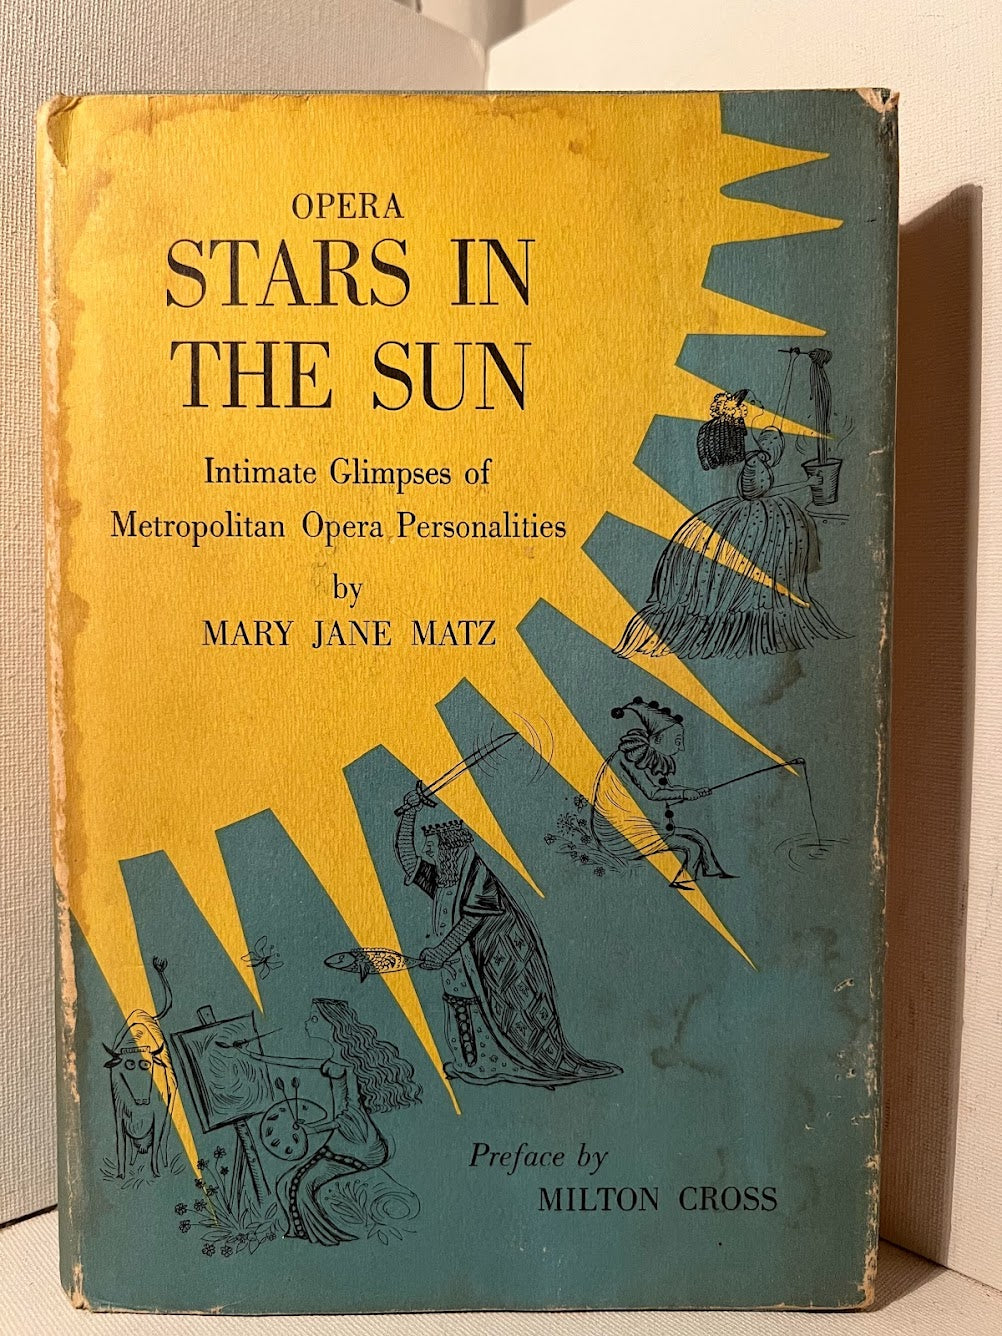 OPERA
STARS IN
THE SUN
Intimate Glimpses of
Metropolitan Opera Personalities
by
MARY JANE MATZ
Preface by
MILTON CROSS